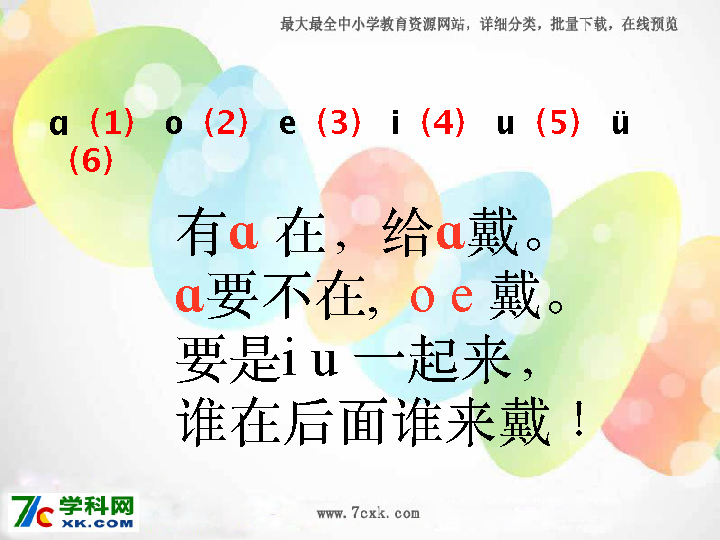 最大最全中小学教育资源网站，详细分类，批量下载，在线预览
ɑ（1） o（2） e（3） i（4） u（5） ü
（6）
有ɑ 在，给ɑ戴。
ɑ要不在, o e 戴。
要是i u 一起来，
谁在后面谁来戴！
7c 学科网
XK.COM
www.7cxk.com